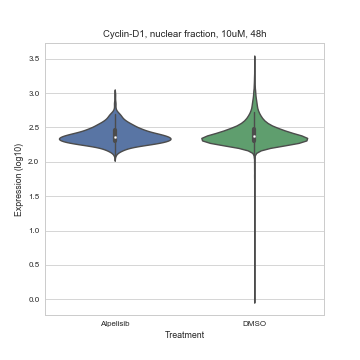 Cyclin-D1, nuclear fraction, 10uM, 48h
3.5
3.0
2.5
2.0
1.5
1.0
0.5
0.0
Expression (log10)
Alpelisib
DMSO
Treatment